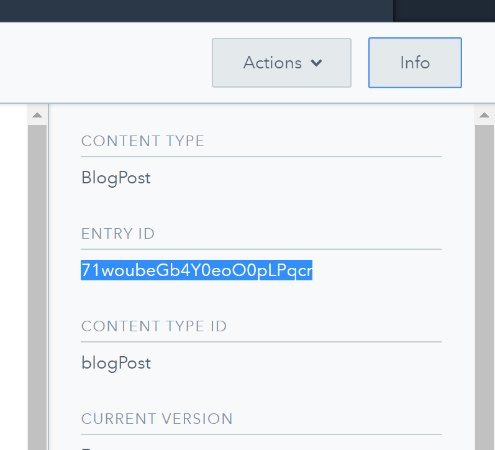 Actions
Info
CONTENT TYPE
BlogPost
ENTRY ID
71woubeGb4Y0eoO0pLPqcr
CONTENT TYPE ID
blogPost
CURRENT VERSION